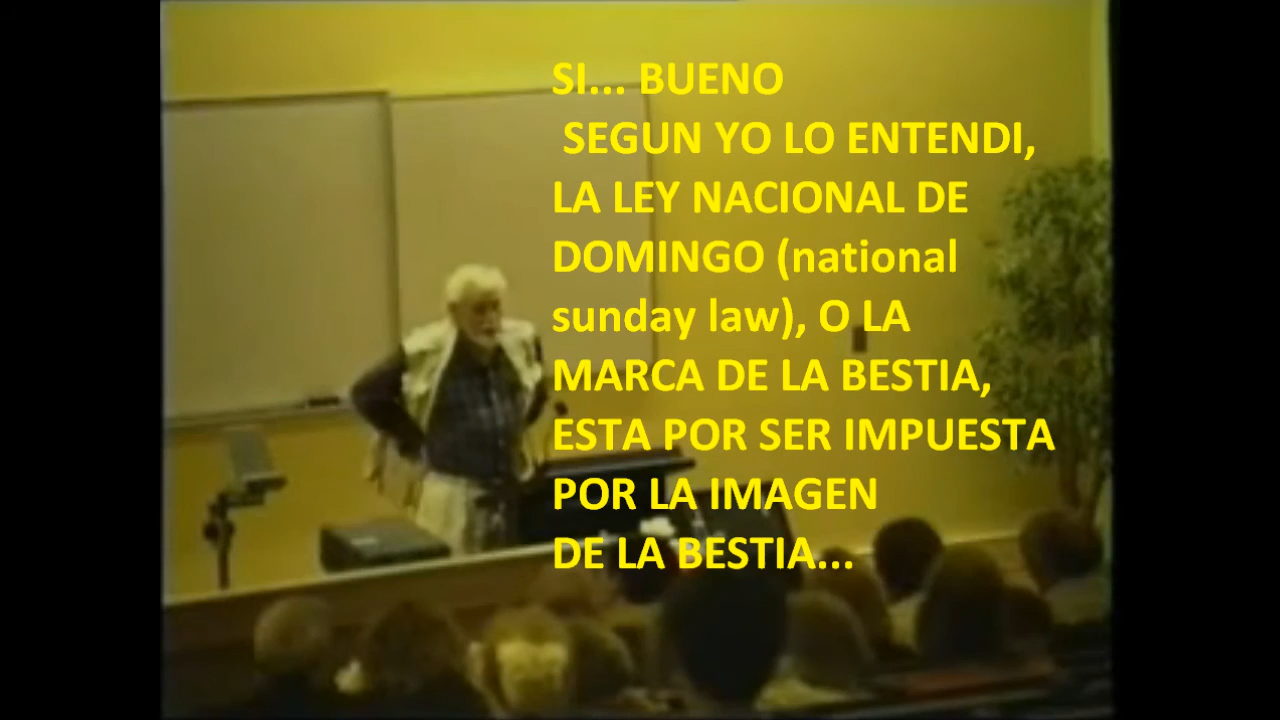 SI... BUENO
SEGUN YO LO ENTENDI,
LA LEY NACIONAL DE
DOMINGO (national
sunday law), O LA
MARCA DE LA BESTIA,
ESTA POR SER IMPUESTA
POR LA IMAGEN
DE LA BESTIA...